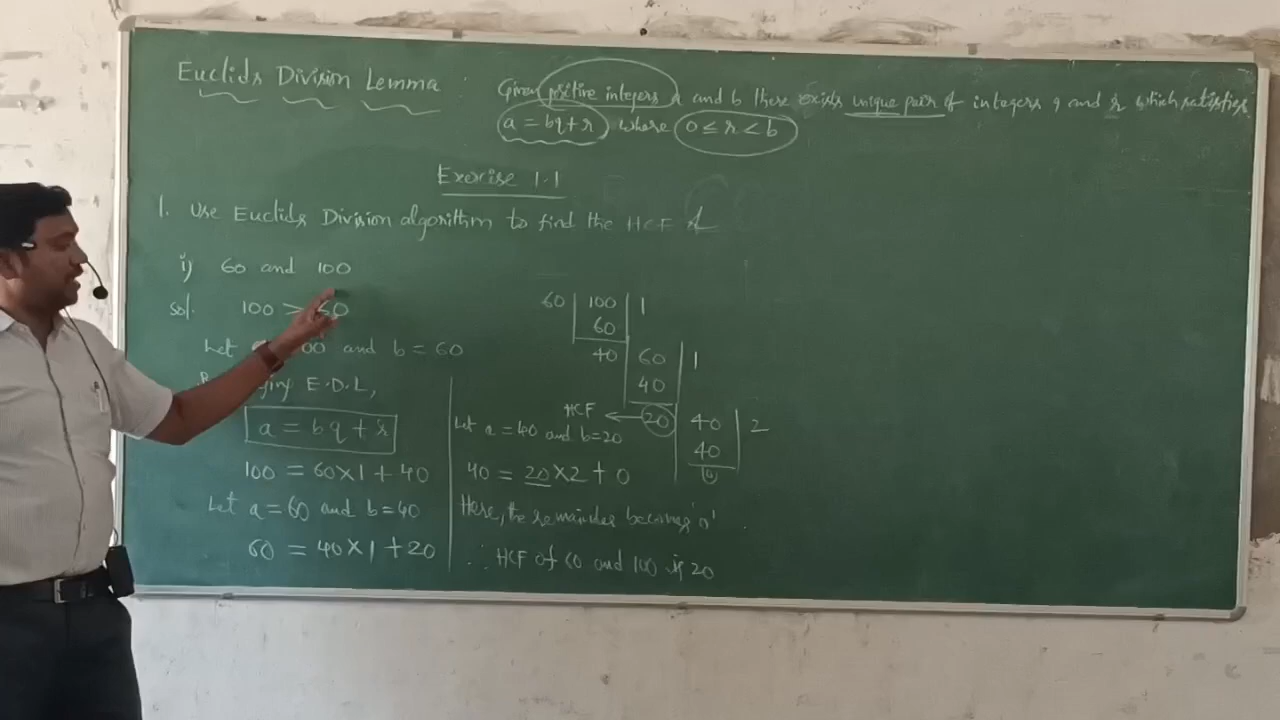 Euclids Division Lemma : Given positive integers a and b there exists unique pair of integers q and r which satisfies
a = bq + r where 0 ≤ r < b
Exercise 1.1
1. Use Euclids Division algorithm to find the HCF of
i) 60 and 100
sol. 100 > 60
Let 00 and b = 60
E.D.L,
a = bq + r
100 = 60 × 1 + 40
Let a = 60 and b = 40
60 = 40 × 1 + 20
Let a = 40 and b = 20
40 = 20 × 2 + 0
Here, the remainder becomes '0'
∴ HCF of 60 and 100 is 20
60 | 100 | 1
60
40 | 60 | 1
40
HCF ← 20 | 40 | 2
40
0